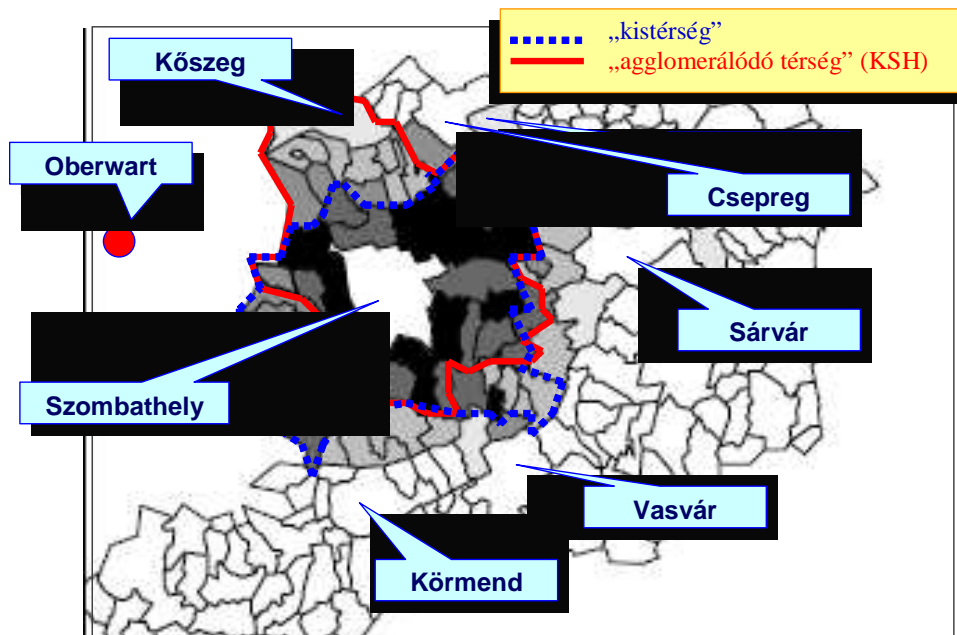 „kistérség”
„agglomerálódó térség” (KSH)
Kőszeg
Oberwart
Csepreg
Sárvár
Szombathely
Vasvár
Körmend